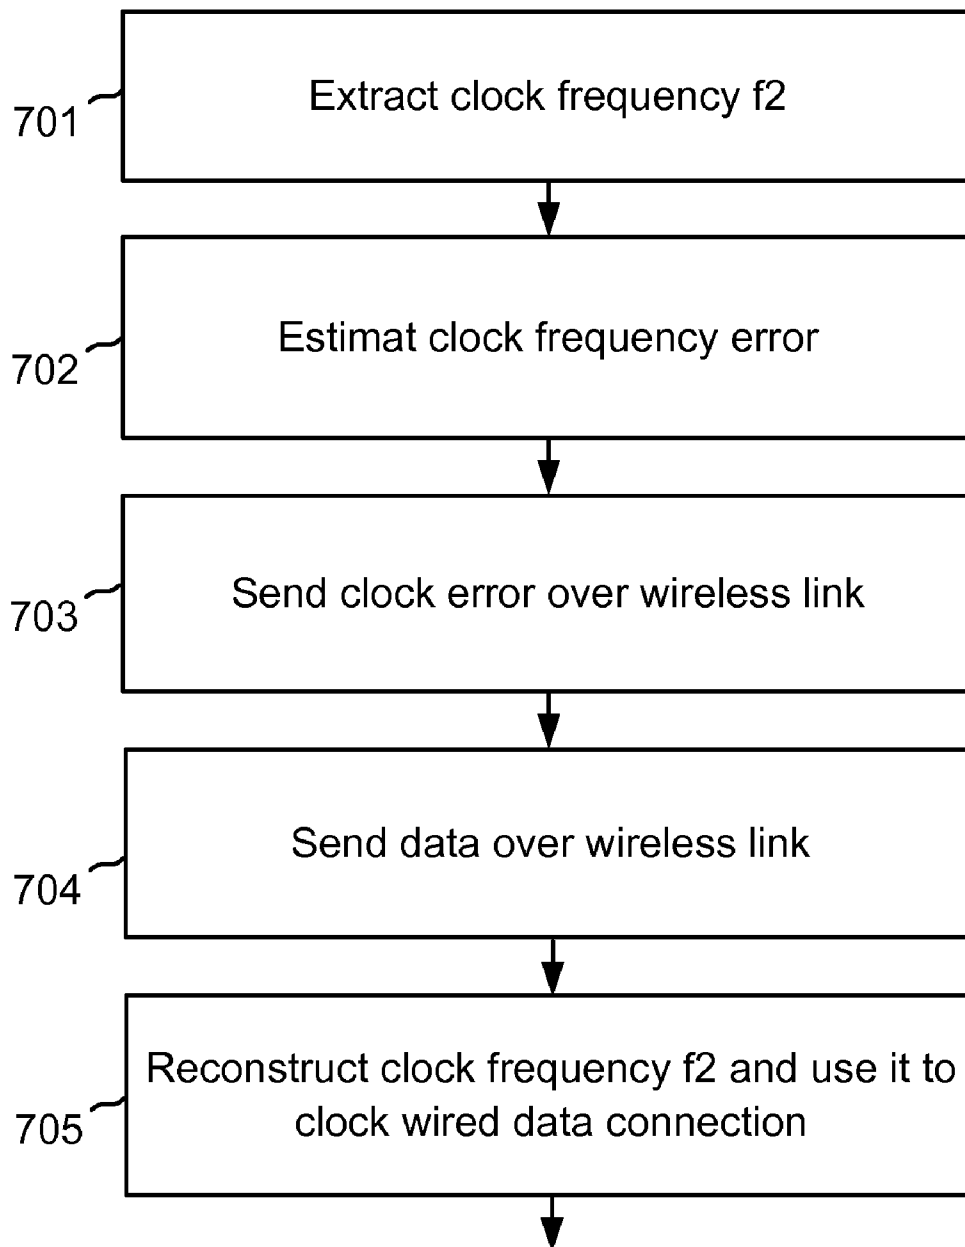 Extract clock frequency f2
701
Estimat clock frequency error
702
Send clock error over wireless link
703
Send data over wireless link
704
Reconstruct clock frequency f2 and use it to
clock wired data connection
705